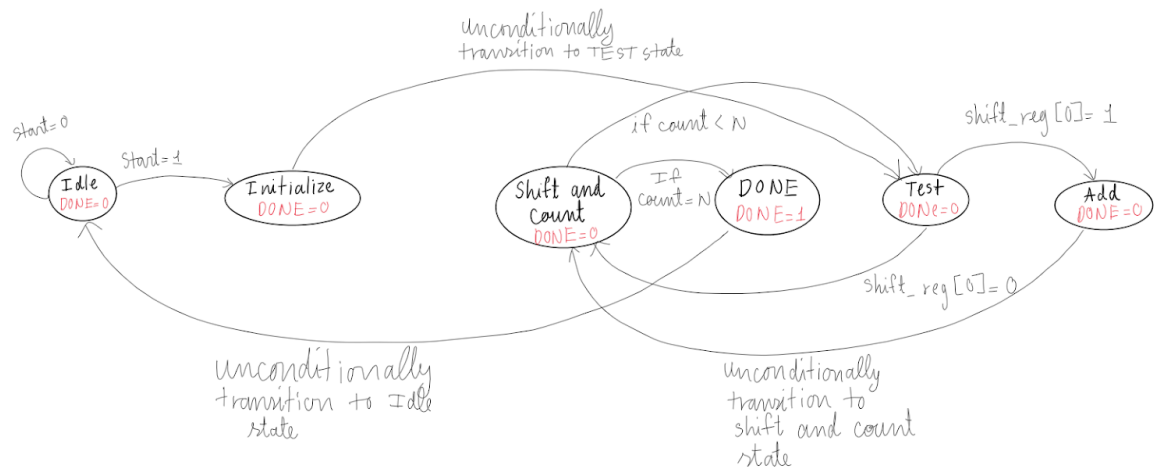 unconditionally
transition to TEST state
start=0
Start=1
if count < N
shift_reg[0]= 1
Idle
DONE=0
Initialize
DONE=0
Shift and
count
DONE=0
If
count=N
DONE
DONE=1
Test
DONe=0
Add
DONE=0
shift_reg[0]=0
unconditionally
transition to Idle
state
unconditionally
transition to
shift and count
state